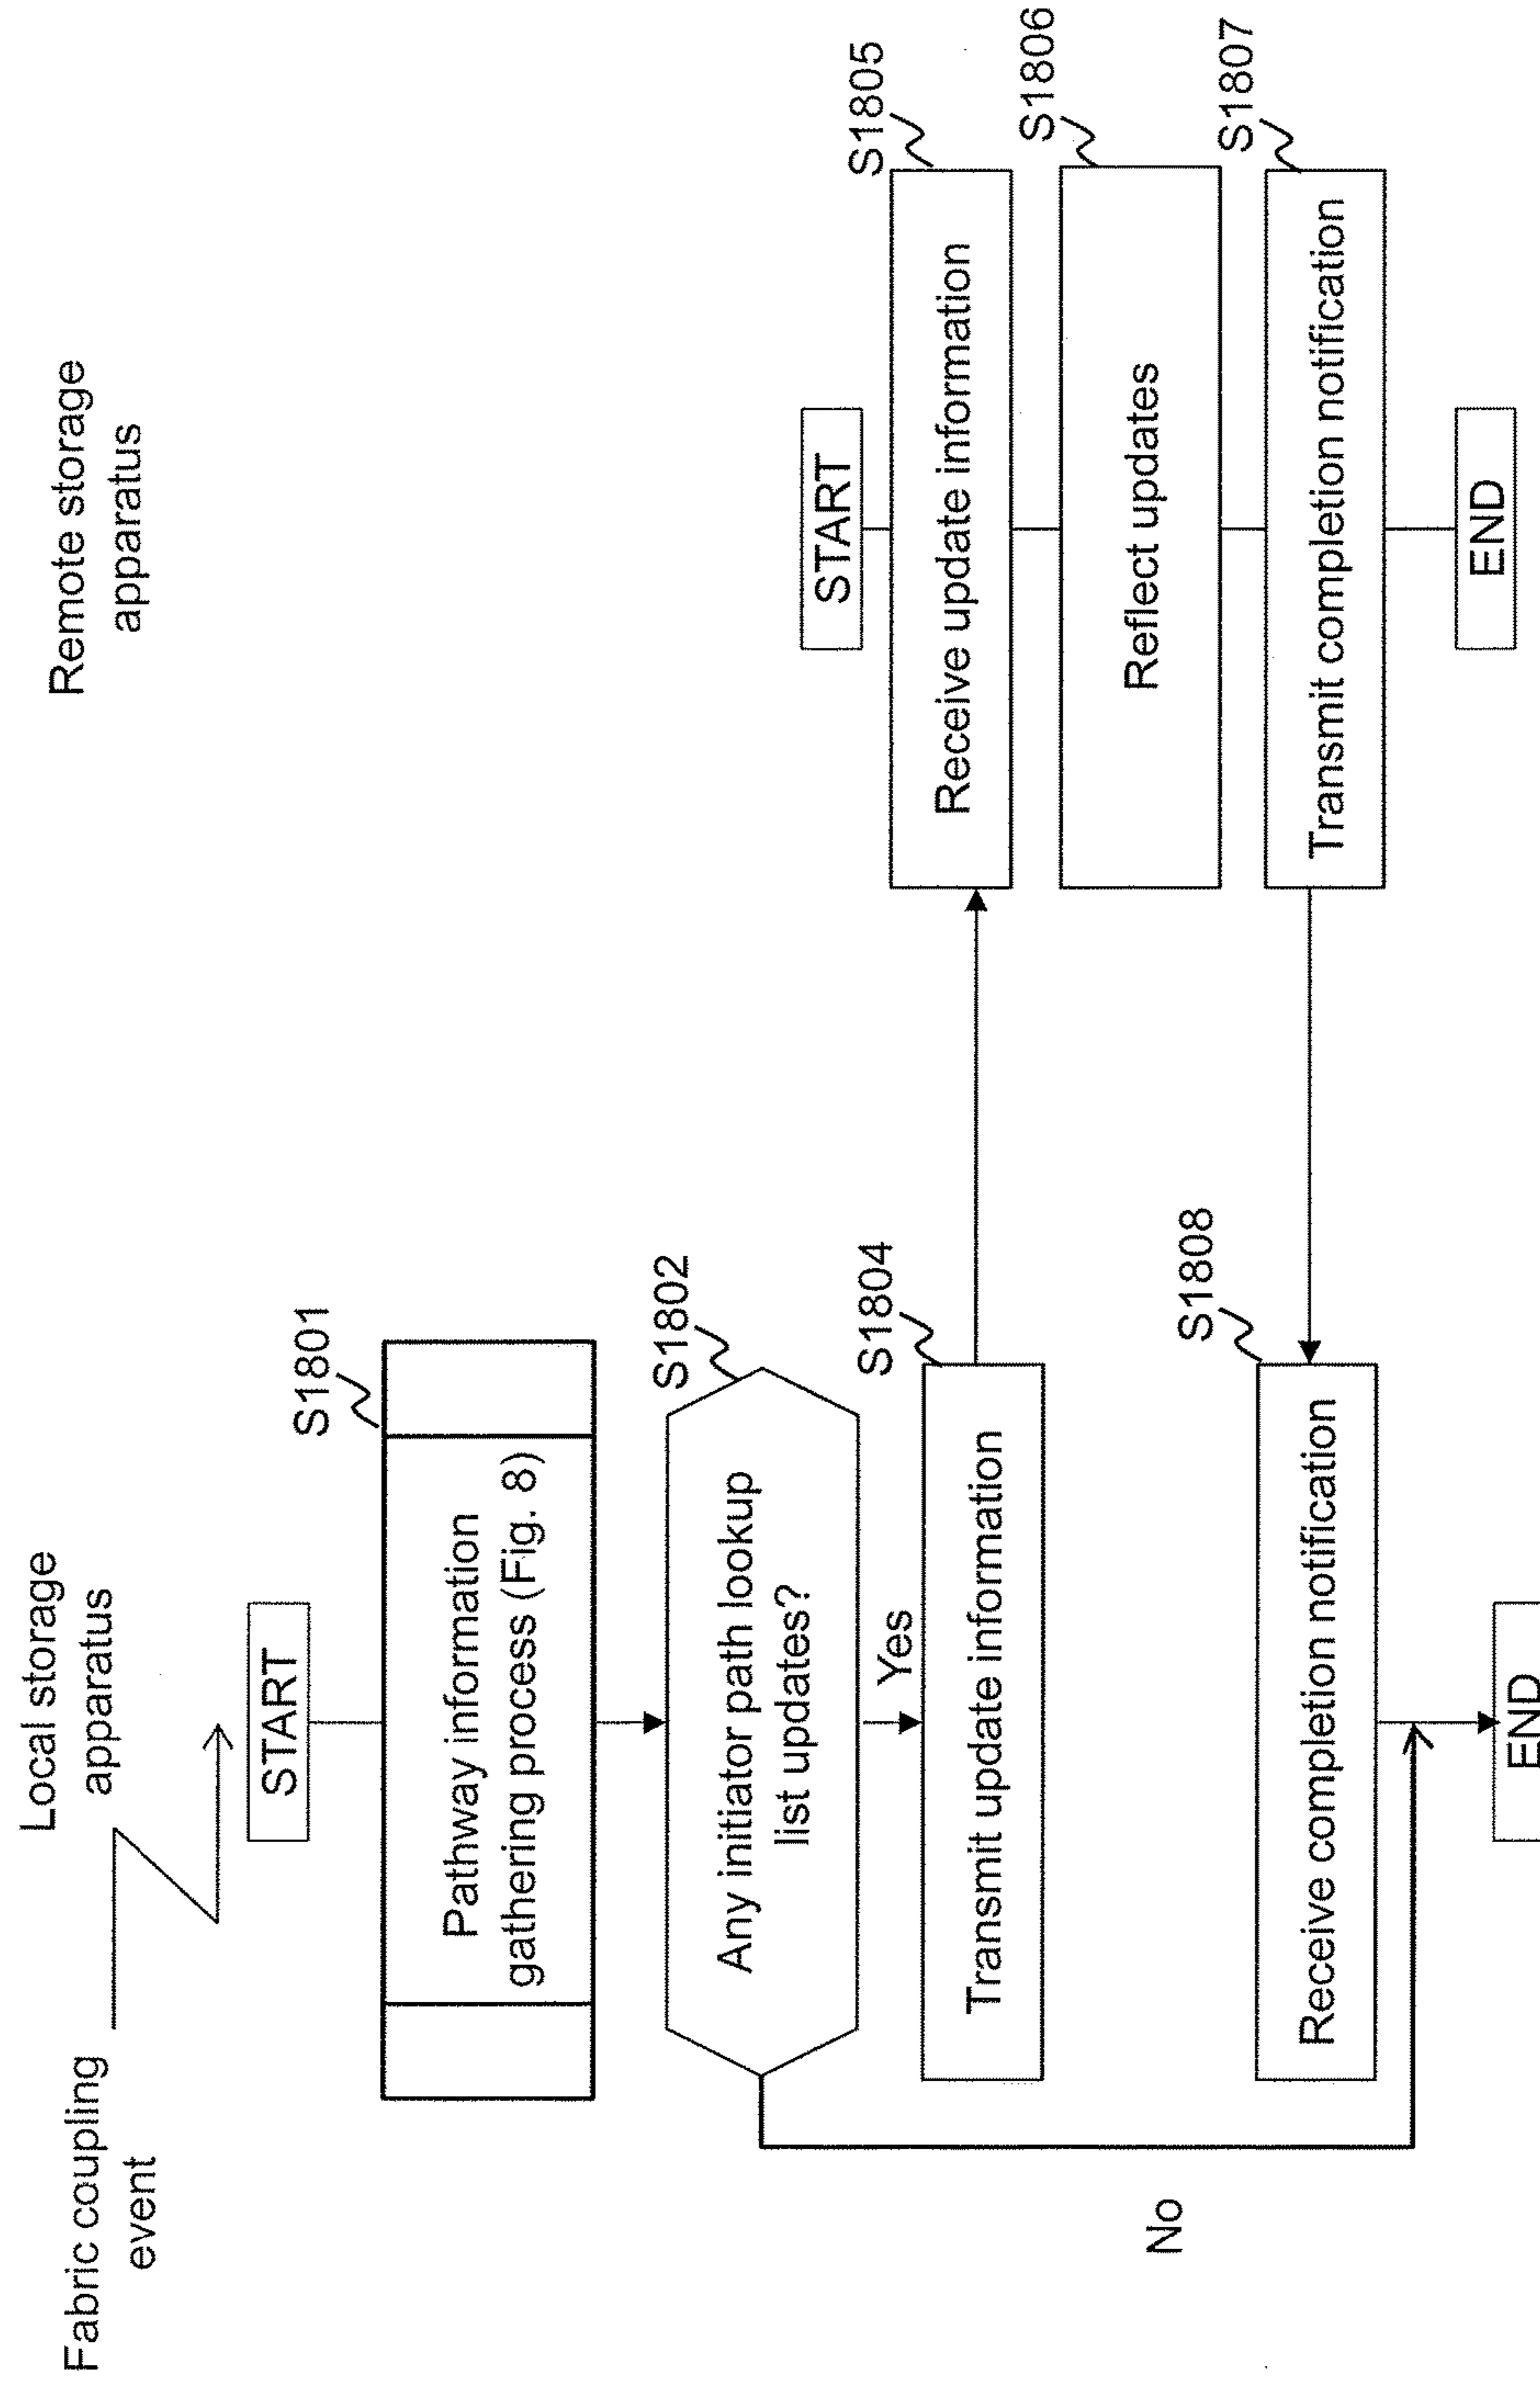 Local storage
apparatus
Remote storage
apparatus
Fabric coupling
event
START
S1801
Pathway information
gathering process (Fig. 8)
S1802
Any initiator path lookup
list updates?
Yes
No
S1804
Transmit update information
START
S1805
Receive update information
S1806
Reflect updates
S1807
Transmit completion notification
END
S1808
Receive completion notification
END